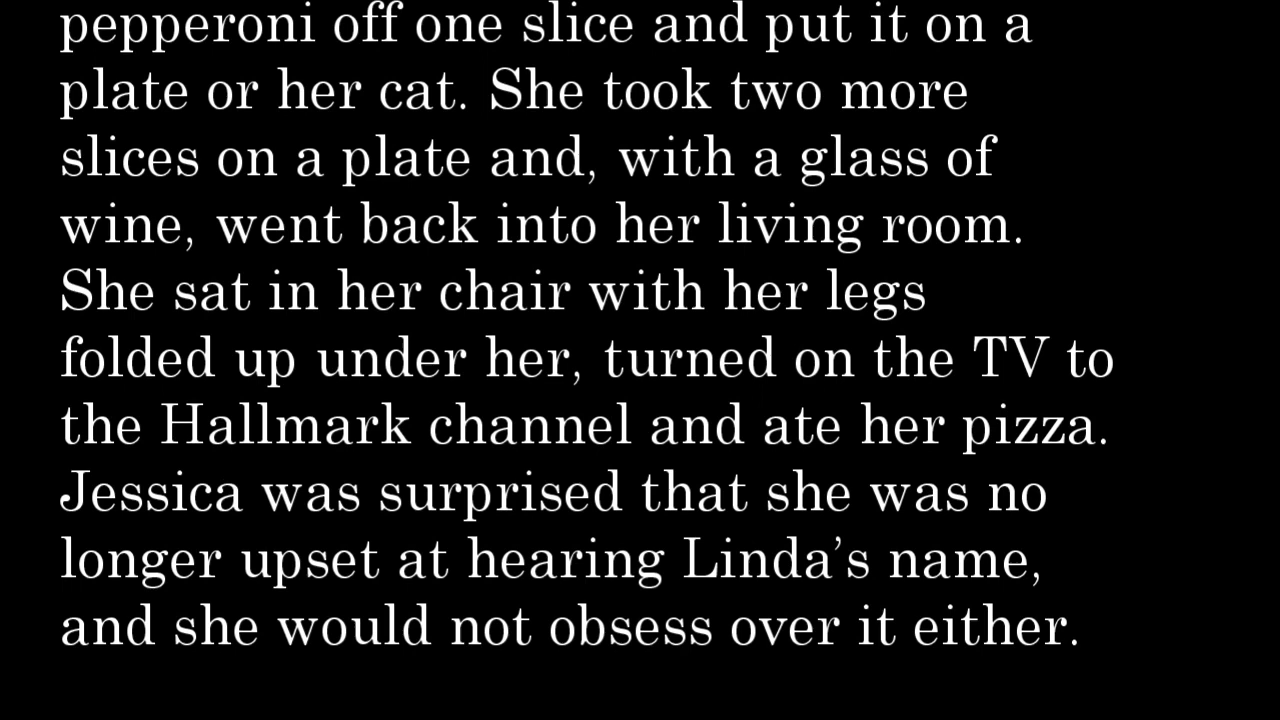 pepperoni off one slice and put it on a
plate or her cat. She took two more
slices on a plate and, with a glass of
wine, went back into her living room.
She sat in her chair with her legs
folded up under her, turned on the TV to
the Hallmark channel and ate her pizza.
Jessica was surprised that she was no
longer upset at hearing Linda’s name,
and she would not obsess over it either.